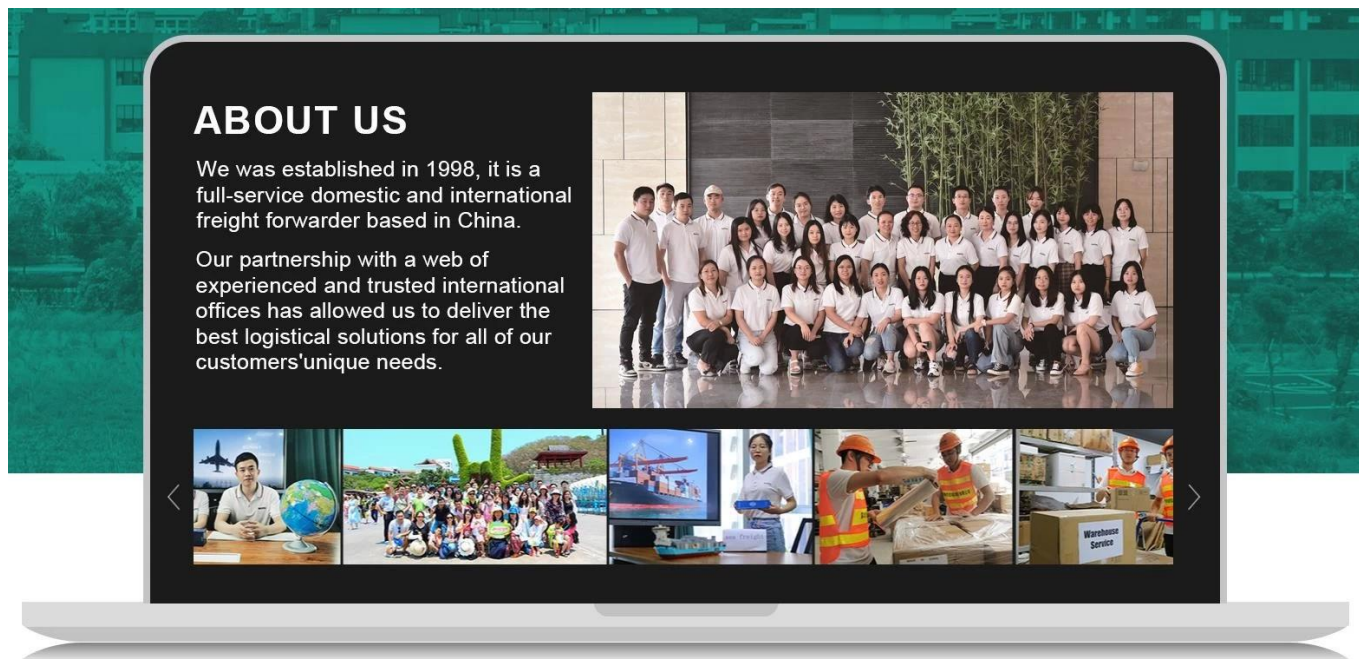 ABOUT US
We was established in 1998, it is a
full-service domestic and international
freight forwarder based in China.
Our partnership with a web of
experienced and trusted international
offices has allowed us to deliver the
best logistical solutions for all of our
customers'unique needs.
Warehouse
Service